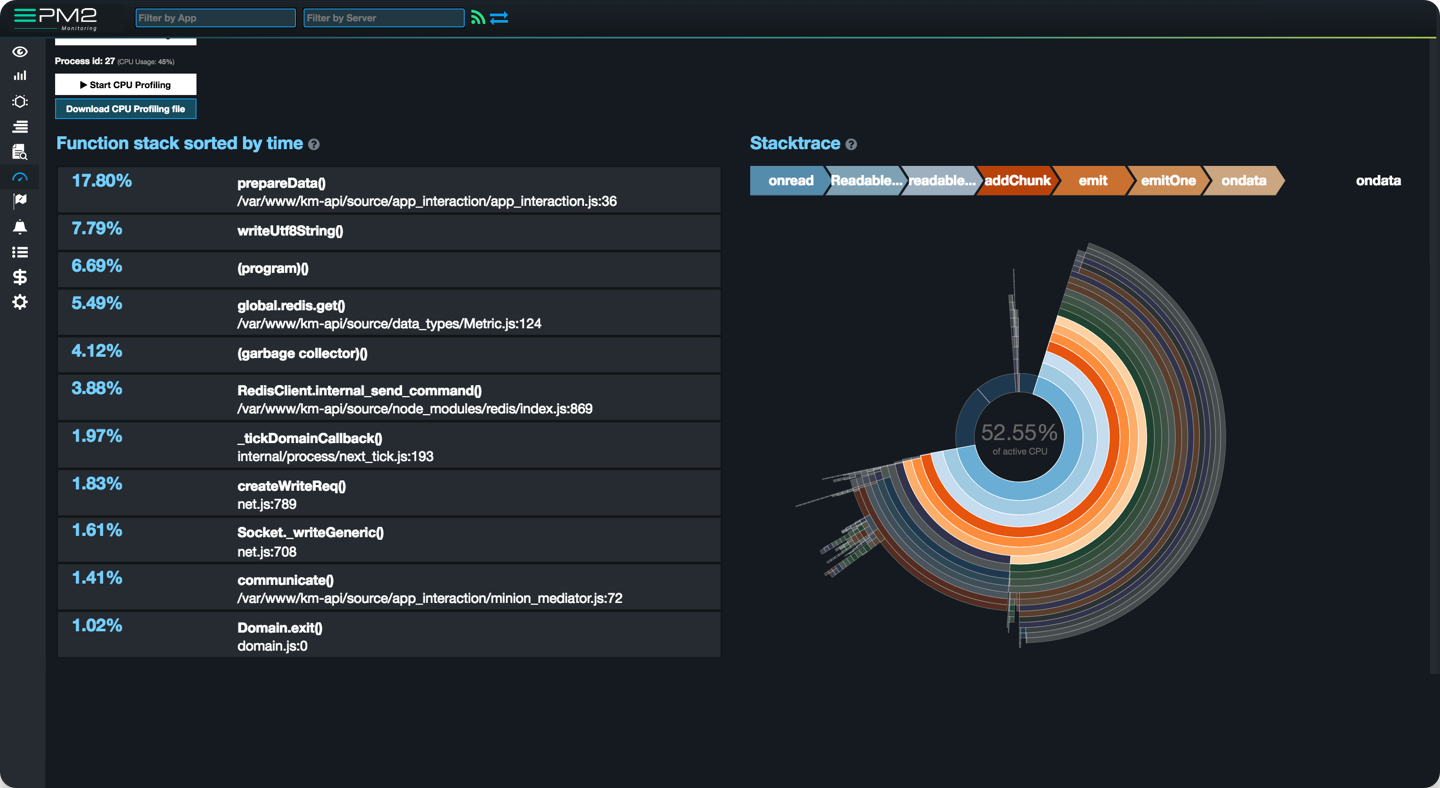 PM2
Monitoring
Filter by App
Filter by Server
Process id: 27 (CPU Usage: 45%)
▶ Start CPU Profiling
Download CPU Profiling file
Function stack sorted by time ?
17.80%
prepareData()
/var/www/km-api/source/app_interaction/app_interaction.js:36
7.79%
writeUtf8String()
6.69%
(program)()
5.49%
global.redis.get()
/var/www/km-api/source/data_types/Metric.js:124
4.12%
(garbage collector)()
3.88%
RedisClient.internal_send_command()
/var/www/km-api/source/node_modules/redis/index.js:869
1.97%
_tickDomainCallback()
internal/process/next_tick.js:193
1.83%
createWriteReq()
net.js:789
1.61%
Socket._writeGeneric()
net.js:708
1.41%
communicate()
/var/www/km-api/source/app_interaction/minion_mediator.js:72
1.02%
Domain.exit()
domain.js:0
Stacktrace ?
onread Readable... readable... addChunk emit emitOne ondata ondata
52.55%
of active CPU